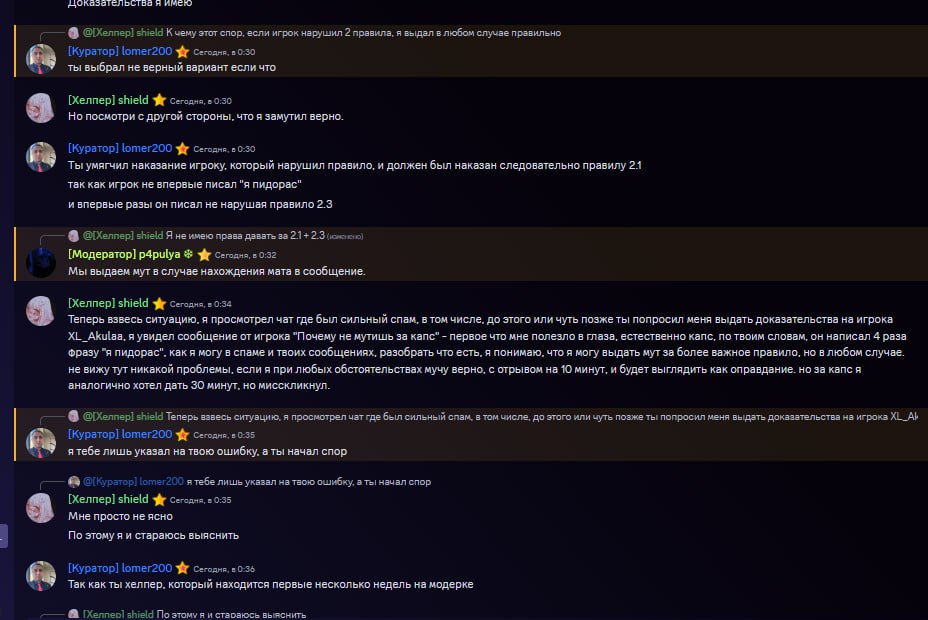 Доказательства я имею
@[Хелпер] shield К чему этот спор, если игрок нарушил 2 правила, я выдал в любом случае правильно
[Куратор] lomer200 Сегодня, в 0:30
ты выбрал не верный вариант если что
[Хелпер] shield Сегодня, в 0:30
Но посмотри с другой стороны, что я замутил верно.
[Куратор] lomer200 Сегодня, в 0:30
Ты умягчил наказание игроку, который нарушил правило, и должен был наказан следовательно правилу 2.1
так как игрок не впервые писал "я пидорас"
и впервые разы он писал не нарушая правило 2.3
@[Хелпер] shield Я не имею права давать за 2.1 + 2.3 (изменено)
[Модератор] p4pulya Сегодня, в 0:32
Мы выдаем мут в случае нахождения мата в сообщение.
[Хелпер] shield Сегодня, в 0:34
Теперь взвесь ситуацию, я просмотрел чат где был сильный спам, в том числе, до этого или чуть позже ты попросил меня выдать доказательства на игрока
XL_Akulaa, я увидел сообщение от игрока "Почему не мутишь за капс" - первое что мне полезло в глаза, естественно капс, по твоим словам, он написал 4 раза
фразу "я пидорас", как я могу в спаме и твоих сообщениях, разобрать что есть, я понимаю, что я могу выдать мут за более важное правило, но в любом случае.
не вижу тут никакой проблемы, если я при любых обстоятельствах мучу верно, с отрывом на 10 минут, и будет выглядить как оправдание. но за капс я
аналогично хотел дать 30 минут, но миссткликнул.
@[Хелпер] shield Теперь взвесь ситуацию, я просмотрел чат где был сильный спам, в том числе, до этого или чуть позже ты попросил меня выдать доказательства на игрока XL_Ak
[Куратор] lomer200 Сегодня, в 0:35
я тебе лишь указал на твою ошибку, а ты начал спор
@[Куратор] lomer200 я тебе лишь указал на твою ошибку, а ты начал спор
[Хелпер] shield Сегодня, в 0:35
Мне просто не ясно
По этому я и стараюсь выяснить
[Куратор] lomer200 Сегодня, в 0:36
Так как ты хелпер, который находится первые несколько недель на модерке
[Хелпер] shield По этому я и стараюсь выяснить